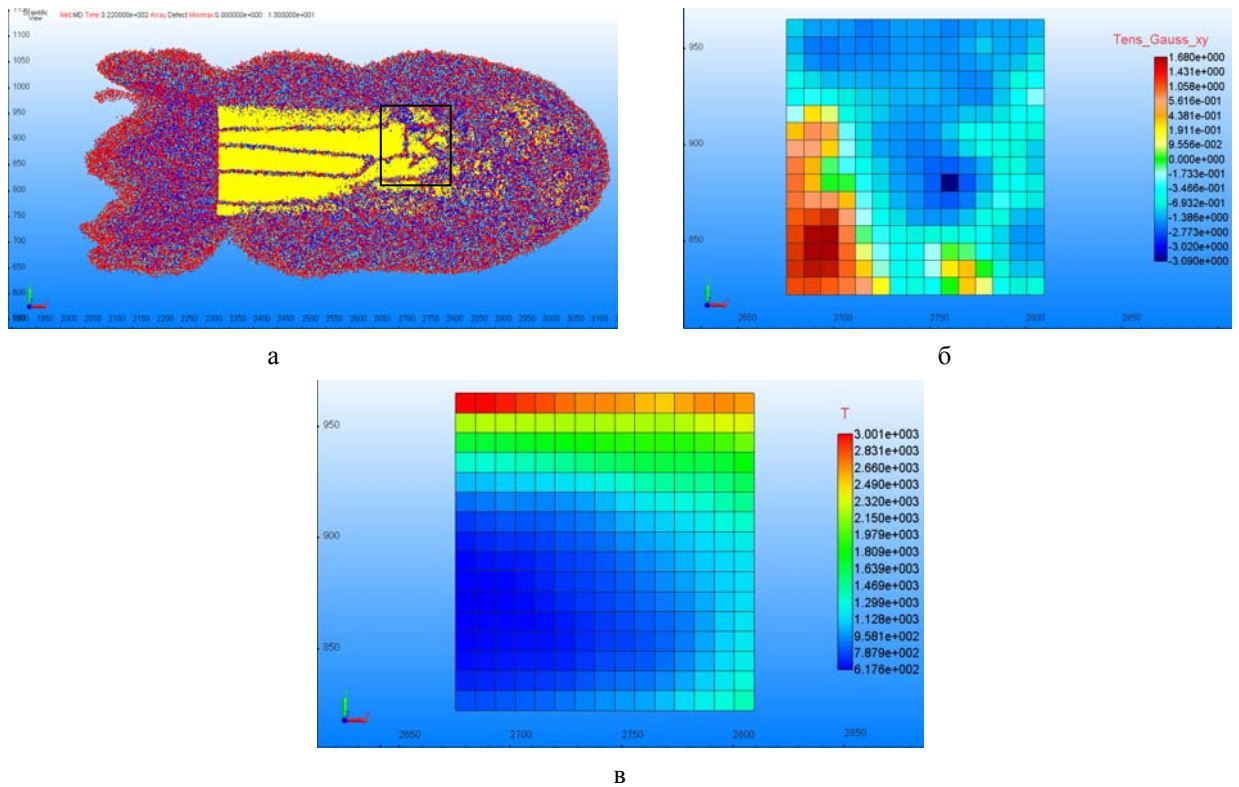 Scientific
View
Met:MD Time:3.220000e+002 Array:Defect Minimax:0.000000e+000 1.300000e+001
1100
1050
1000
950
900
850
800
750
700
650
600
1900 1950 2000 2050 2100 2150 2200 2250 2300 2350 2400 2450 2500 2550 2600 2650 2700 2750 2800 2850 2900 2950 3000 3050 3100 3150
а
Tens_Gauss_xy
1.680e+000
1.431e+000
1.058e+000
5.616e-001
4.381e-001
1.911e-001
9.556e-002
0.000e+000
-1.733e-001
-3.466e-001
-6.932e-001
-1.386e+000
-2.773e+000
-3.020e+000
-3.090e+000
950
900
850
2650 2700 2750 2800 2850
б
T
3.001e+003
2.831e+003
2.660e+003
2.490e+003
2.320e+003
2.150e+003
1.979e+003
1.809e+003
1.639e+003
1.469e+003
1.299e+003
1.128e+003
9.581e+002
7.879e+002
6.176e+002
950
900
850
2650 2700 2750 2800 2850
в